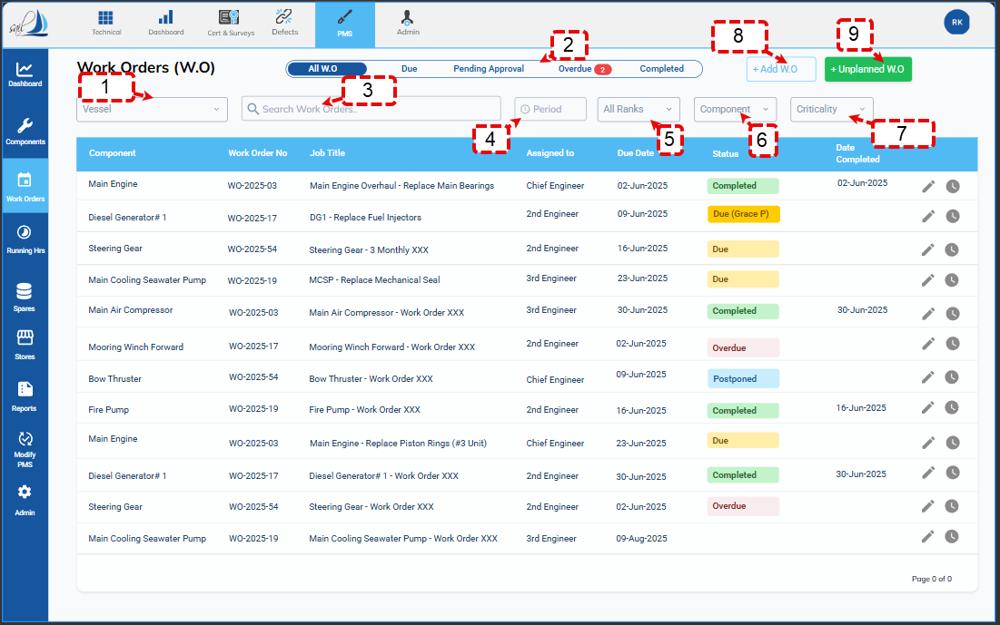 sail
Technical
Dashboard
Cert & Surveys
Defects
PMS
Admin
RK
Dashboard
Components
Work Orders
Running Hrs
Spares
Stores
Reports
Modify
PMS
Admin
Work Orders (W.O)
All W.O Due Pending Approval Overdue 2 Completed
+ Add W.O
+ Unplanned W.O
1
2
3
4
5
6
7
8
9
Vessel
Search Work Orders..
Period
All Ranks
Component
Criticality
Component Work Order No Job Title Assigned to Due Date Status Date Completed
Main Engine WO-2025-03 Main Engine Overhaul - Replace Main Bearings Chief Engineer 02-Jun-2025 Completed 02-Jun-2025
Diesel Generator# 1 WO-2025-17 DG1 - Replace Fuel Injectors 2nd Engineer 09-Jun-2025 Due (Grace P)
Steering Gear WO-2025-54 Steering Gear - 3 Monthly XXX 2nd Engineer 16-Jun-2025 Due
Main Cooling Seawater Pump WO-2025-19 MCSP - Replace Mechanical Seal 3rd Engineer 23-Jun-2025 Due
Main Air Compressor WO-2025-03 Main Air Compressor - Work Order XXX 3rd Engineer 30-Jun-2025 Completed 30-Jun-2025
Mooring Winch Forward WO-2025-17 Mooring Winch Forward - Work Order XXX 2nd Engineer 02-Jun-2025 Overdue
Bow Thruster WO-2025-54 Bow Thruster - Work Order XXX Chief Engineer 09-Jun-2025 Postponed
Fire Pump WO-2025-19 Fire Pump - Work Order XXX 2nd Engineer 16-Jun-2025 Completed 16-Jun-2025
Main Engine WO-2025-03 Main Engine - Replace Piston Rings (#3 Unit) Chief Engineer 23-Jun-2025 Due
Diesel Generator# 1 WO-2025-17 Diesel Generator# 1 - Work Order XXX 2nd Engineer 30-Jun-2025 Completed 30-Jun-2025
Steering Gear WO-2025-54 Steering Gear - Work Order XXX 2nd Engineer 02-Jun-2025 Overdue
Main Cooling Seawater Pump WO-2025-19 Main Cooling Seawater Pump - Work Order XXX 3rd Engineer 09-Aug-2025
Page 0 of 0